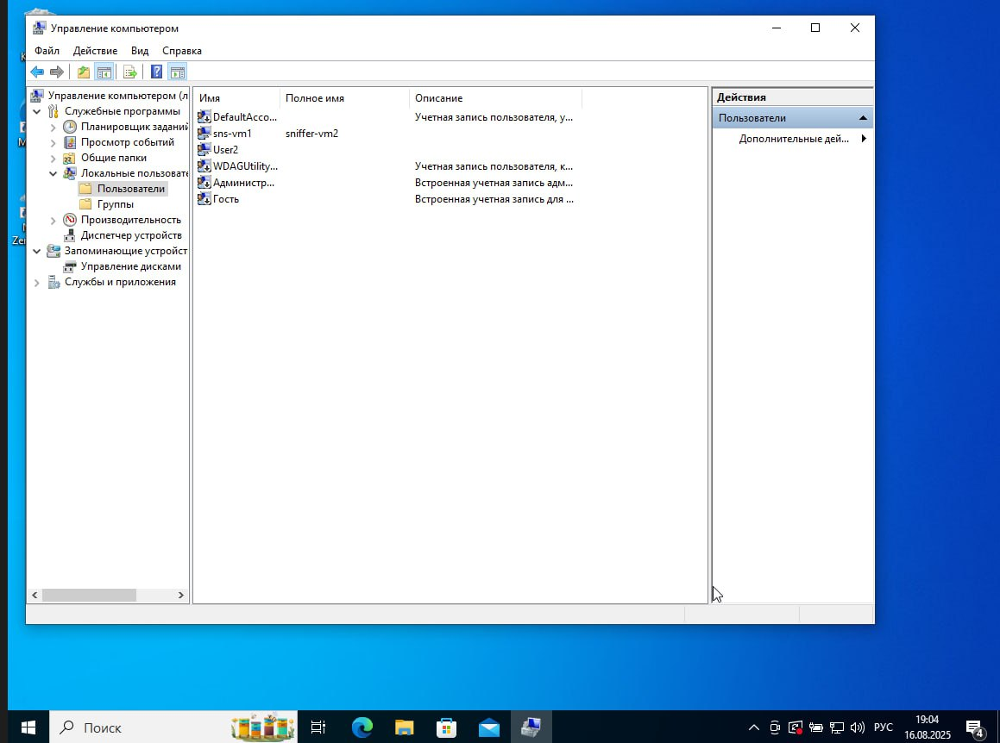 Управление компьютером
Файл Действие Вид Справка
Управление компьютером (л
Служебные программы
Планировщик заданий
Просмотр событий
Общие папки
Локальные пользовате
Пользователи
Группы
Производительность
Диспетчер устройств
Запоминающие устройст
Управление дисками
Службы и приложения
Имя Полное имя Описание
DefaultAcco... Учетная запись пользователя, у...
sns-vm1 sniffer-vm2
User2
WDAGUtility... Учетная запись пользователя, к...
Администр... Встроенная учетная запись адм...
Гость Встроенная учетная запись для ...
Действия
Пользователи
Дополнительные дей...
Zer
Поиск
РУС
19:04
16.08.2025
4